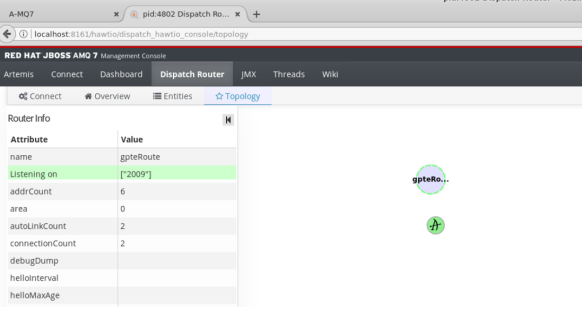 A-MQ7 × pid:4802 Dispatch Ro... × +
localhost:8161/hawtio/dispatch_hawtio_console/topology
RED HAT JBOSS AMQ 7 Management Console
Artemis Connect Dashboard Dispatch Router JMX Threads Wiki
Connect Overview Entities Topology
Router Info
Attribute Value
name gpteRoute
Listening on ["2009"]
addrCount 6
area 0
autoLinkCount 2
connectionCount 2
debugDump
helloInterval
helloMaxAge
gpteRo...
A